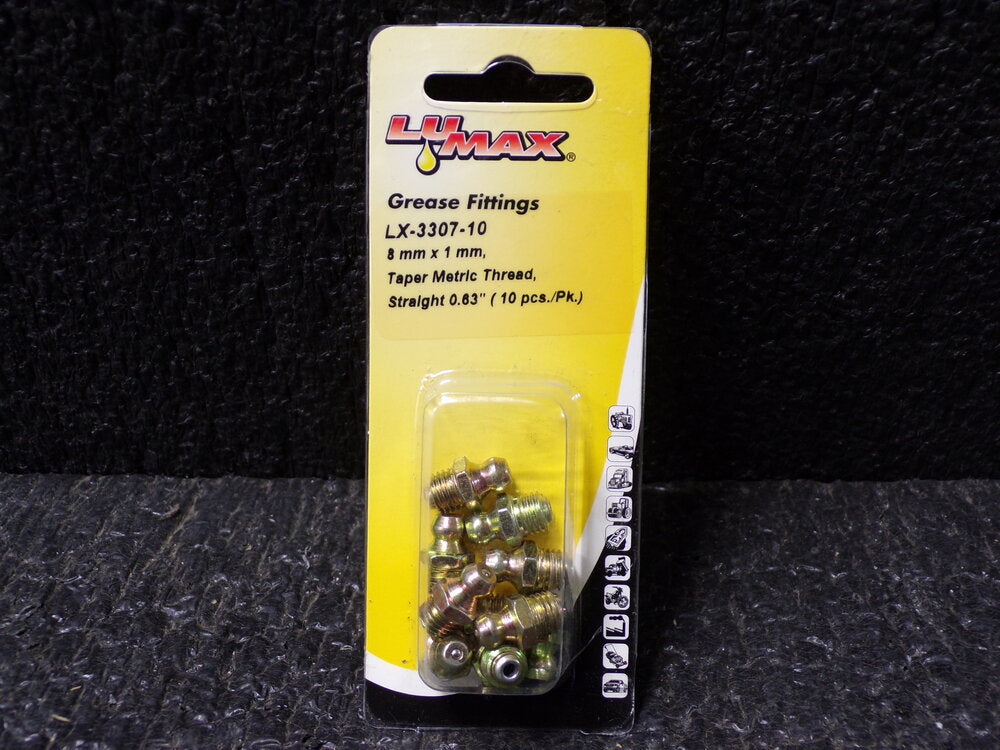 LUMAX®
Grease Fittings
LX-3307-10
8 mm x 1 mm,
Taper Metric Thread,
Straight 0.63" ( 10 pcs./Pk.)